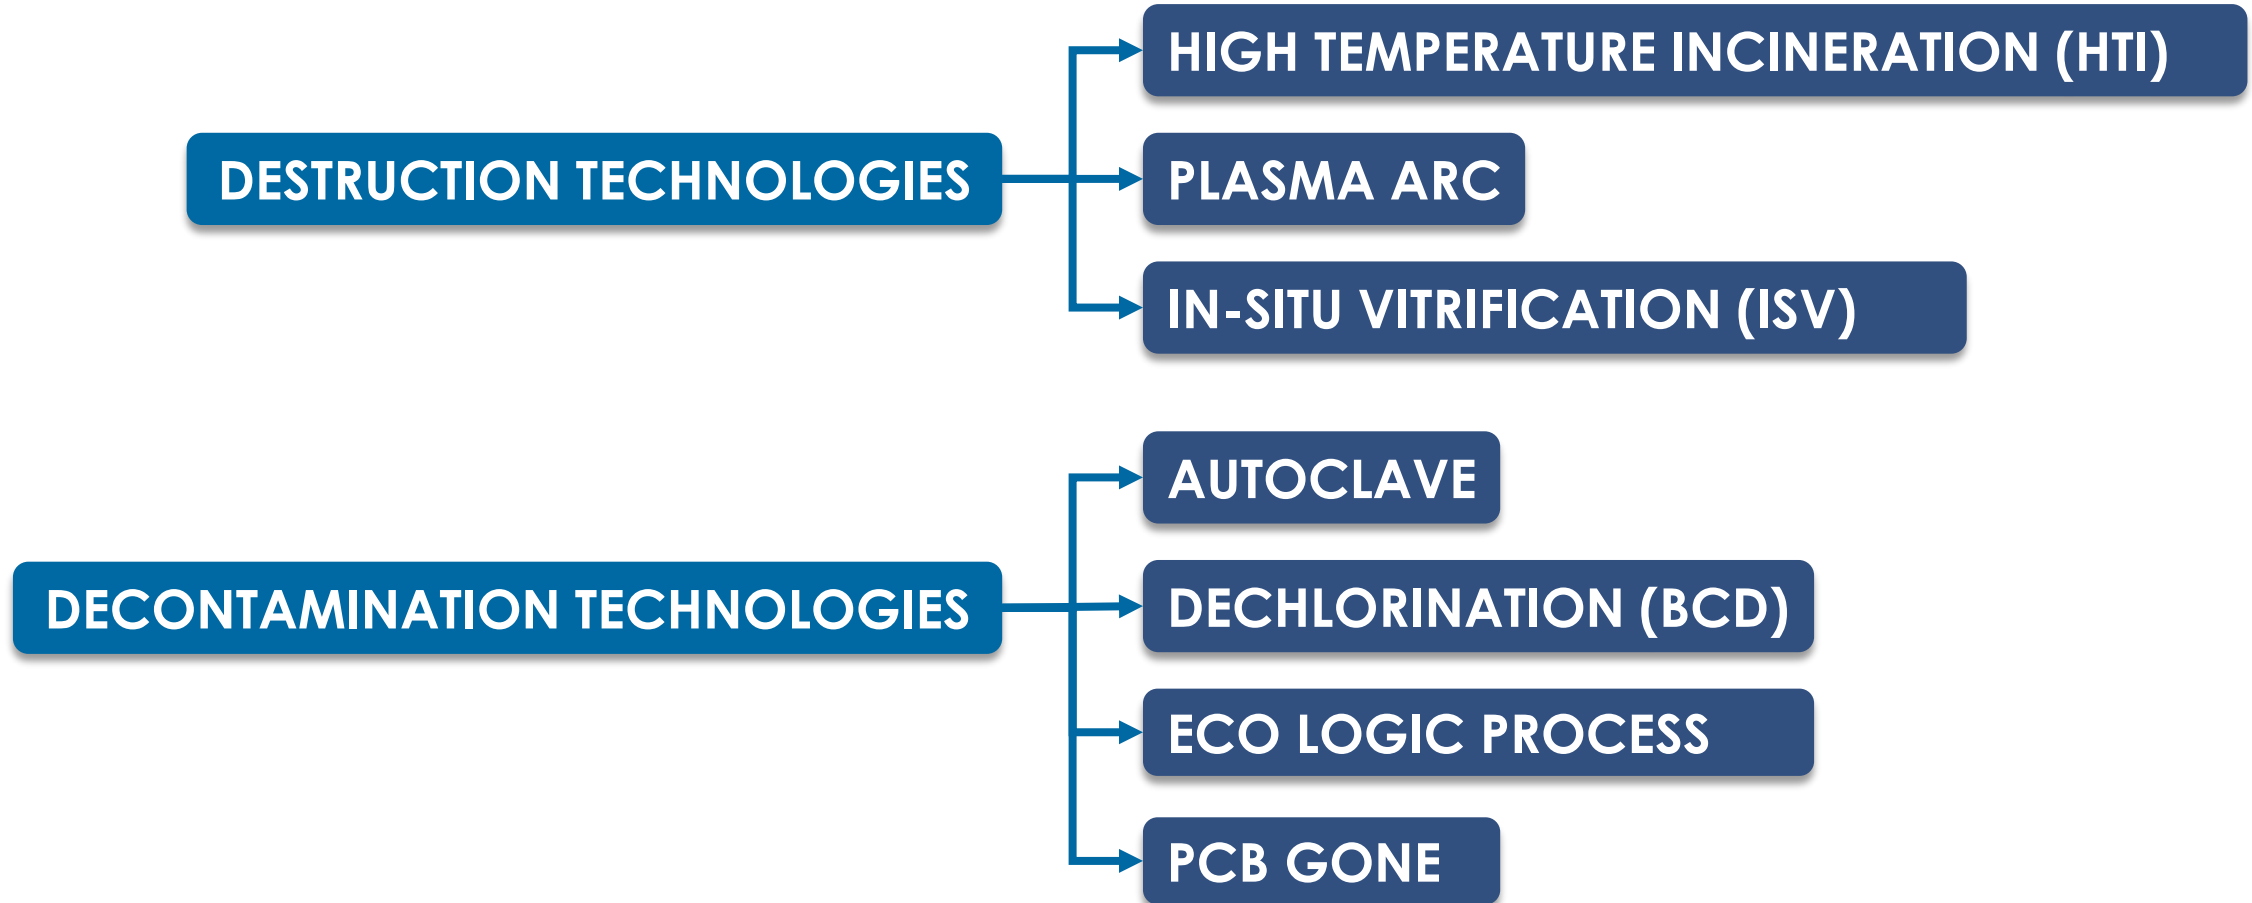 DESTRUCTION TECHNOLOGIES
HIGH TEMPERATURE INCINERATION (HTI)
PLASMA ARC
IN-SITU VITRIFICATION (ISV)
DECONTAMINATION TECHNOLOGIES
AUTOCLAVE
DECHLORINATION (BCD)
ECO LOGIC PROCESS
PCB GONE